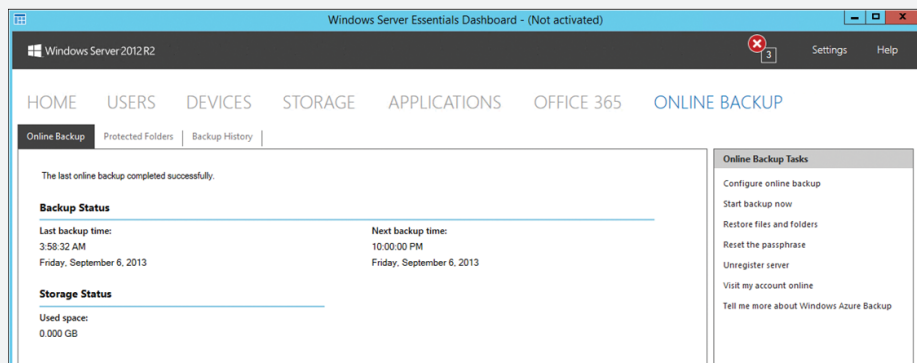 Windows Server Essentials Dashboard - (Not activated)
Windows Server 2012 R2
3
Settings
Help
HOME USERS DEVICES STORAGE APPLICATIONS OFFICE 365 ONLINE BACKUP
Online Backup Protected Folders Backup History
The last online backup completed successfully.
Backup Status
Last backup time:
3:58:32 AM
Friday, September 6, 2013
Next backup time:
10:00:00 PM
Friday, September 6, 2013
Storage Status
Used space:
0.000 GB
Online Backup Tasks
Configure online backup
Start backup now
Restore files and folders
Reset the passphrase
Unregister server
Visit my account online
Tell me more about Windows Azure Backup